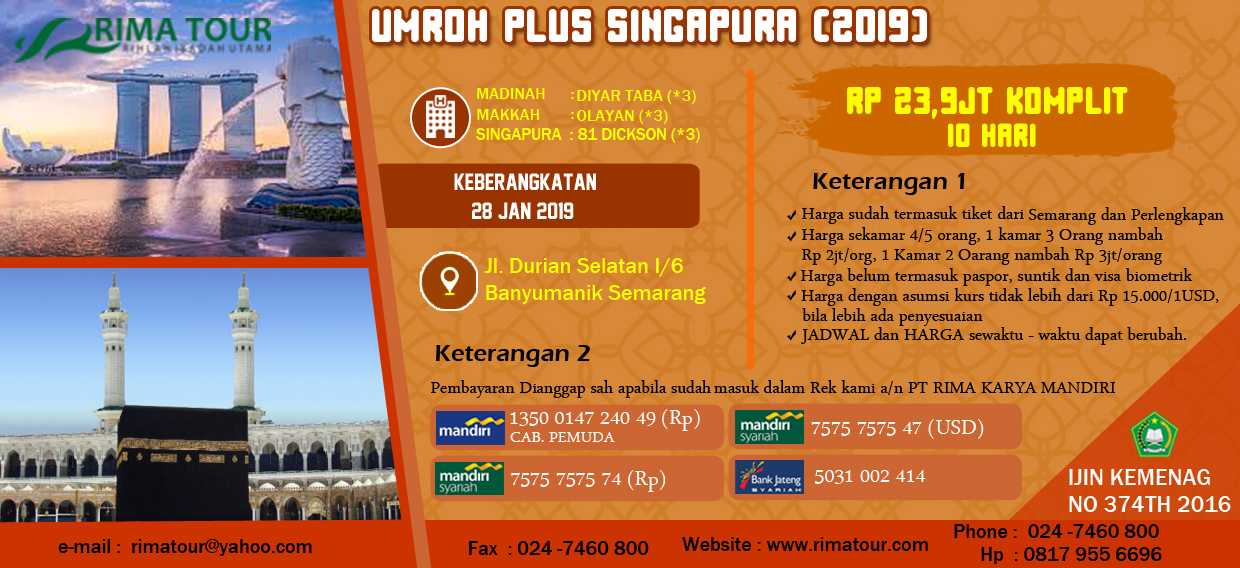 RIMA TOUR
RIHLAH IBADAH UTAMA
UMROH PLUS SINGAPURA (2019)
MADINAH : DIYAR TABA (*3)
MAKKAH : OLAYAN (*3)
SINGAPURA : 81 DICKSON (*3)
KEBERANGKATAN
28 JAN 2019
Jl. Durian Selatan I/6
Banyumanik Semarang
RP 23,9JT KOMPLIT
10 HARI
Keterangan 1
✓ Harga sudah termasuk tiket dari Semarang dan Perlengkapan
✓ Harga sekamar 4/5 orang, 1 kamar 3 Orang nambah
Rp 2jt/org, 1 Kamar 2 Oarang nambah Rp 3jt/orang
✓ Harga belum termasuk paspor, suntik dan visa biometrik
✓ Harga dengan asumsi kurs tidak lebih dari Rp 15.000/1USD,
bila lebih ada penyesuaian
✓ JADWAL dan HARGA sewaktu - waktu dapat berubah.
Keterangan 2
Pembayaran Dianggap sah apabila sudah masuk dalam Rek kami a/n PT RIMA KARYA MANDIRI
mandiri 1350 0147 240 49 (Rp)
CAB. PEMUDA
mandiri syariah 7575 7575 47 (USD)
mandiri syariah 7575 7575 74 (Rp)
Bank Jateng SYARIAH 5031 002 414
IJIN KEMENAG
NO 374TH 2016
e-mail : rimatour@yahoo.com
Fax : 024 -7460 800
Website : www.rimatour.com
Phone : 024 -7460 800
Hp : 0817 955 6696